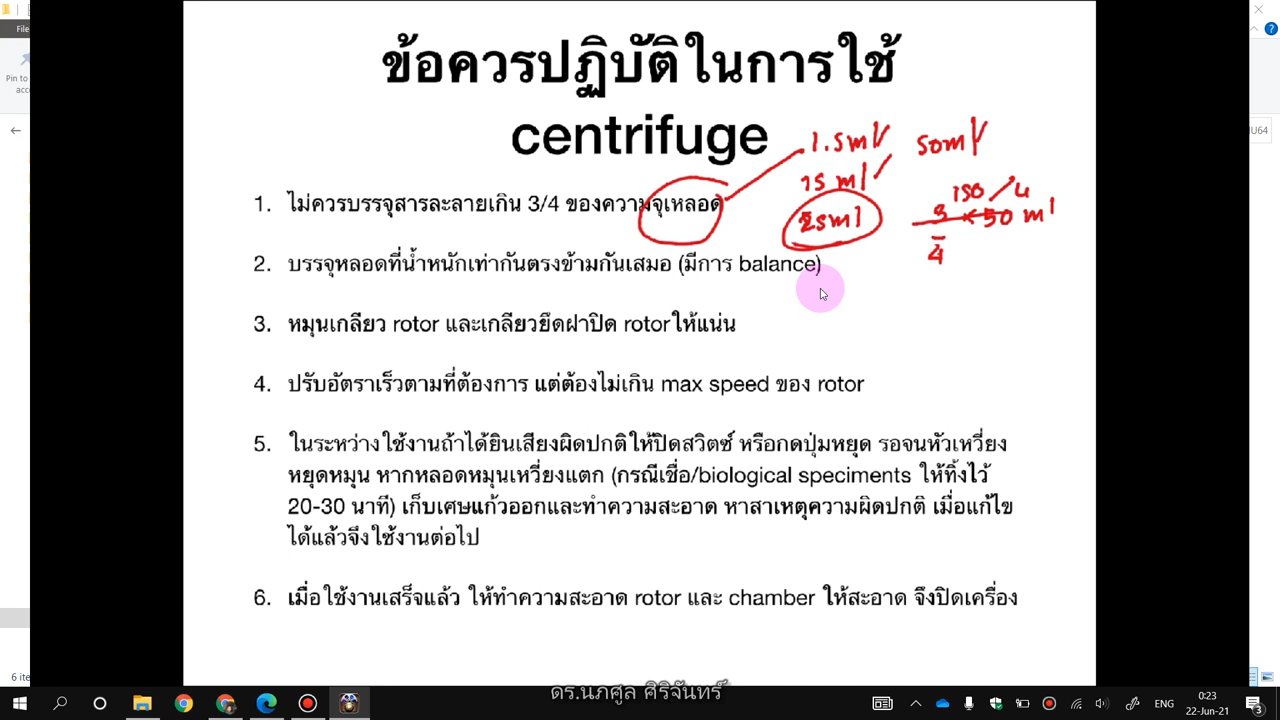 File
Pin to
acc
ข้อควรปฏิบัติในการใช้
centrifuge
1.5ml 50ml
15 ml
25ml
150/4
3 x 50 ml
4
1. ไม่ควรบรรจุสารละลายเกิน 3/4 ของความจุเหลอด
2. บรรจุหลอดที่น้ำหนักเท่ากันตรงข้ามกันเสมอ (มีการ balance)
3. หมุนเกลียว rotor และเกลียวยึดฝาปิด rotorให้แน่น
4. ปรับอัตราเร็วตามที่ต้องการ แต่ต้องไม่เกิน max speed ของ rotor
5. ในระหว่างใช้งานถ้าได้ยินเสียงผิดปกติให้ปิดสวิตซ์ หรือกดปุ่มหยุด รอจนหัวเหวี่ยง
หยุดหมุน หากหลอดหมุนเหวี่ยงแตก (กรณีเชื่อ/biological speciments ให้ทิ้งไว้
20-30 นาที) เก็บเศษแก้วออกและทำความสะอาด หาสาเหตุความผิดปกติ เมื่อแก้ไข
ได้แล้วจึงใช้งานต่อไป
6. เมื่อใช้งานเสร็จแล้ว ให้ทำความสะอาด rotor และ chamber ให้สะอาด จึงปิดเครื่อง
U64
6 ite
ดร.นภศูล ศิริจันทร์
ENG
0:23
22-Jun-21
3